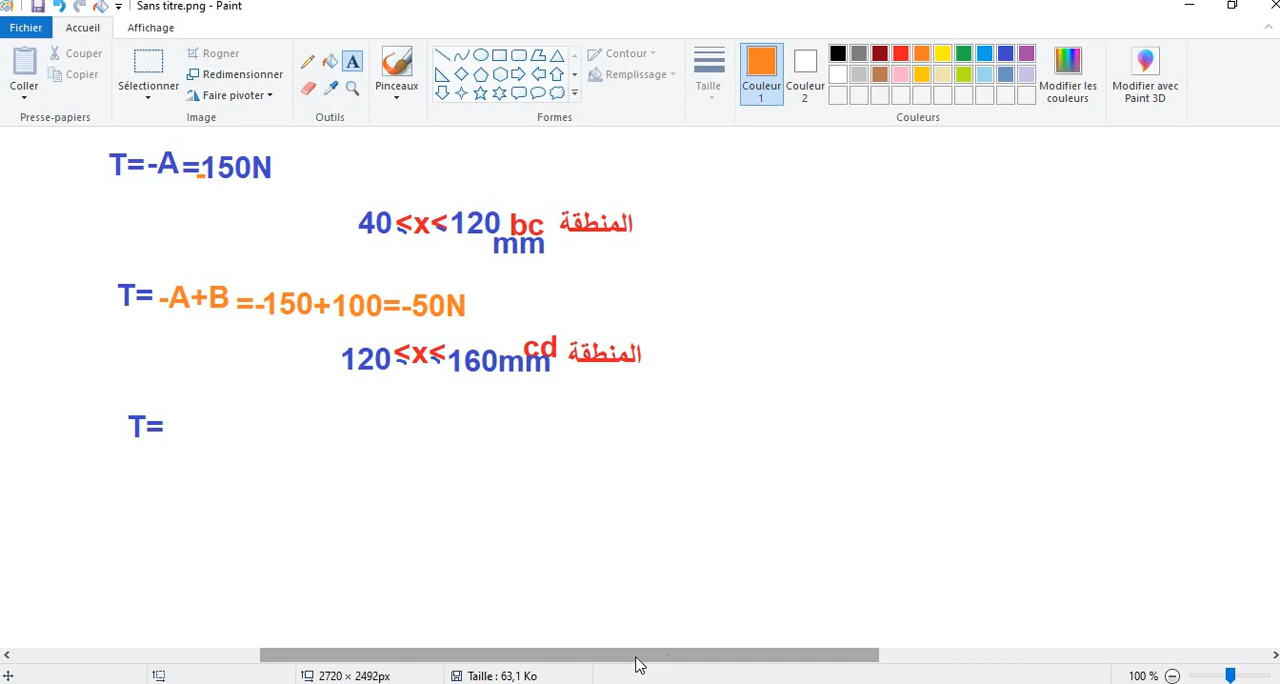 Sans titre.png - Paint
Fichier Accueil Affichage
Coller
Couper
Copier
Presse-papiers
Sélectionner
Rogner
Redimensionner
Faire pivoter
Image
A
Outils
Pinceaux
Contour
Remplissage
Formes
Taille
Couleur 1
Couleur 2
Modifier les couleurs
Couleurs
Modifier avec Paint 3D
T=-A=-150N
40<x<120 mm bc المنطقة
T= -A+B =-150+100=-50N
120<x<160mm cd المنطقة
T=
2720 × 2492px
Taille : 63,1 Ko
100 %